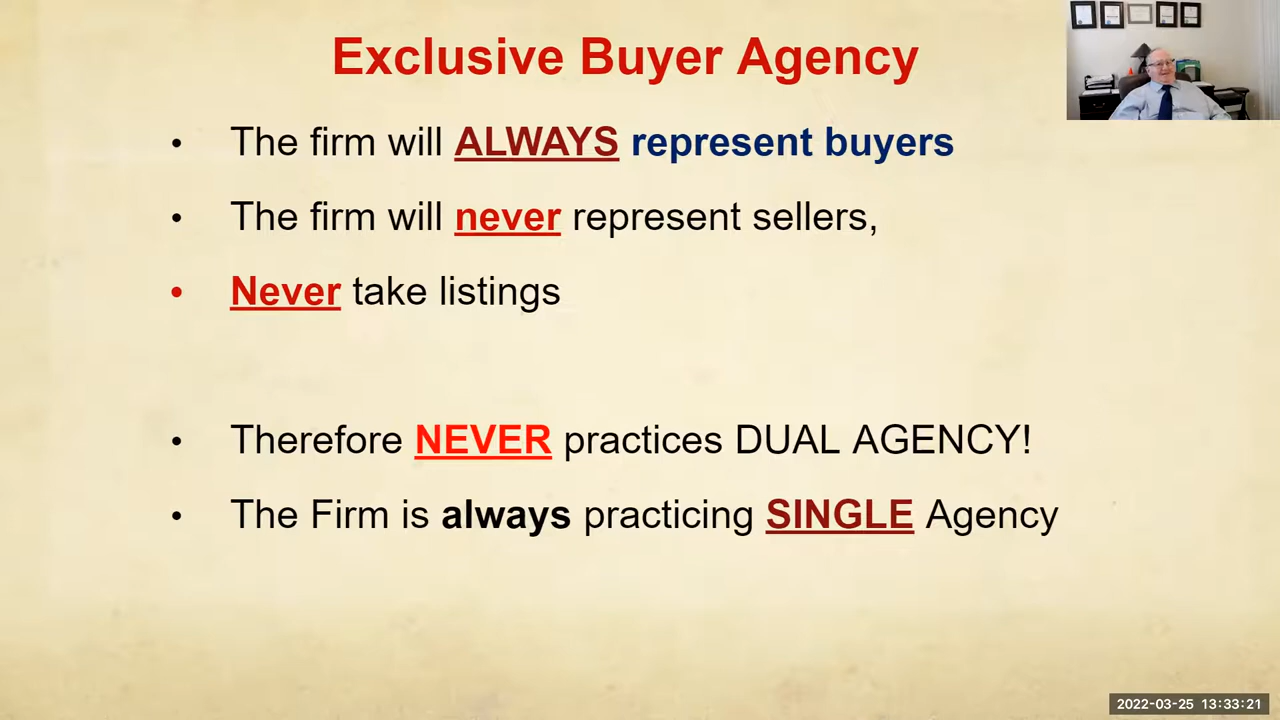 Exclusive Buyer Agency
• The firm will ALWAYS represent buyers
• The firm will never represent sellers,
• Never take listings
• Therefore NEVER practices DUAL AGENCY!
• The Firm is always practicing SINGLE Agency
2022-03-25 13:33:21